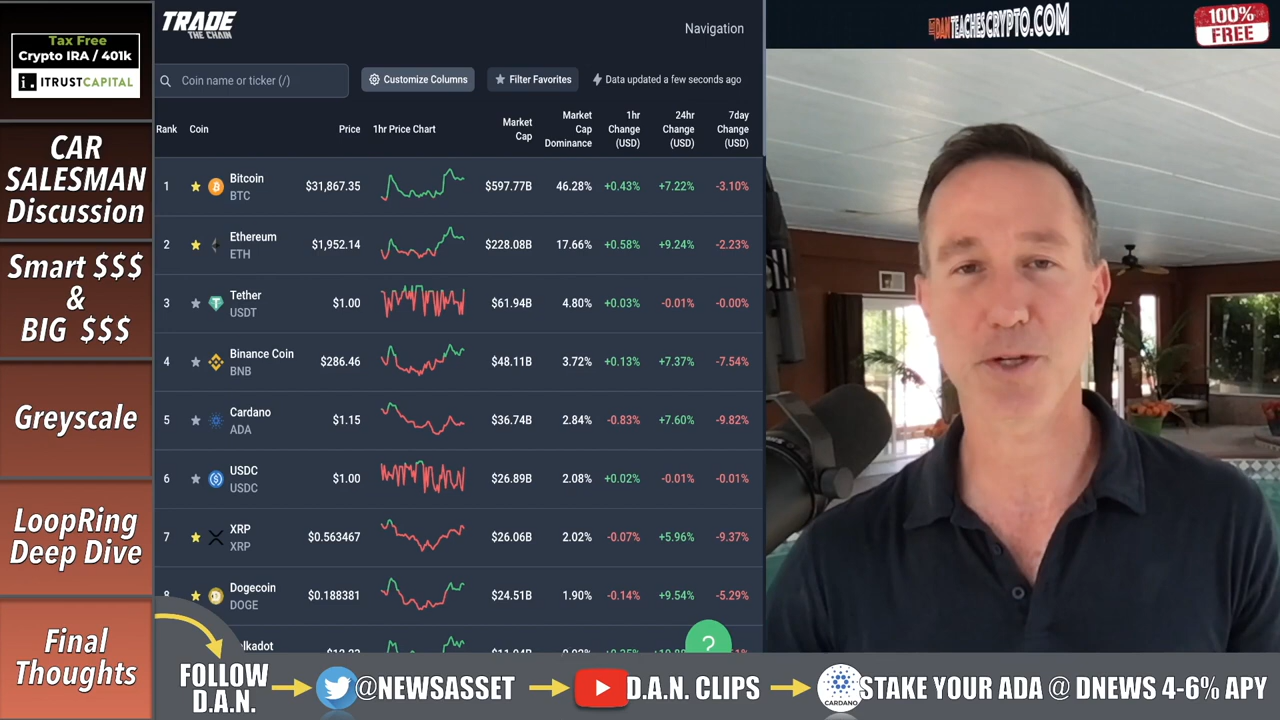 Tax Free
Crypto IRA / 401k
ITRUSTCAPITAL
CAR
SALESMAN
Discussion
Smart $$$
&
BIG $$$
Greyscale
LoopRing
Deep Dive
Final
Thoughts
TRADE
THE CHAIN
Navigation
Coin name or ticker (/)
Customize Columns
Filter Favorites
Data updated a few seconds ago
Rank Coin Price 1hr Price Chart Market Cap Market Cap Dominance 1hr Change (USD) 24hr Change (USD) 7day Change (USD)
1 Bitcoin BTC $31,867.35 $597.77B 46.28% +0.43% +7.22% -3.10%
2 Ethereum ETH $1,952.14 $228.08B 17.66% +0.58% +9.24% -2.23%
3 Tether USDT $1.00 $61.94B 4.80% +0.03% -0.01% -0.00%
4 Binance Coin BNB $286.46 $48.11B 3.72% +0.13% +7.37% -7.54%
5 Cardano ADA $1.15 $36.74B 2.84% -0.83% +7.60% -9.82%
6 USDC USDC $1.00 $26.89B 2.08% +0.02% -0.01% -0.01%
7 XRP XRP $0.563467 $26.06B 2.02% -0.07% +5.96% -9.37%
8 Dogecoin DOGE $0.188381 $24.51B 1.90% -0.14% +9.54% -5.29%
?
DANTEACHESCRYPTO.COM
100%
FREE
FOLLOW
D.A.N.
@NEWSASSET
D.A.N. CLIPS
CARDANO
STAKE YOUR ADA @ DNEWS 4-6% APY